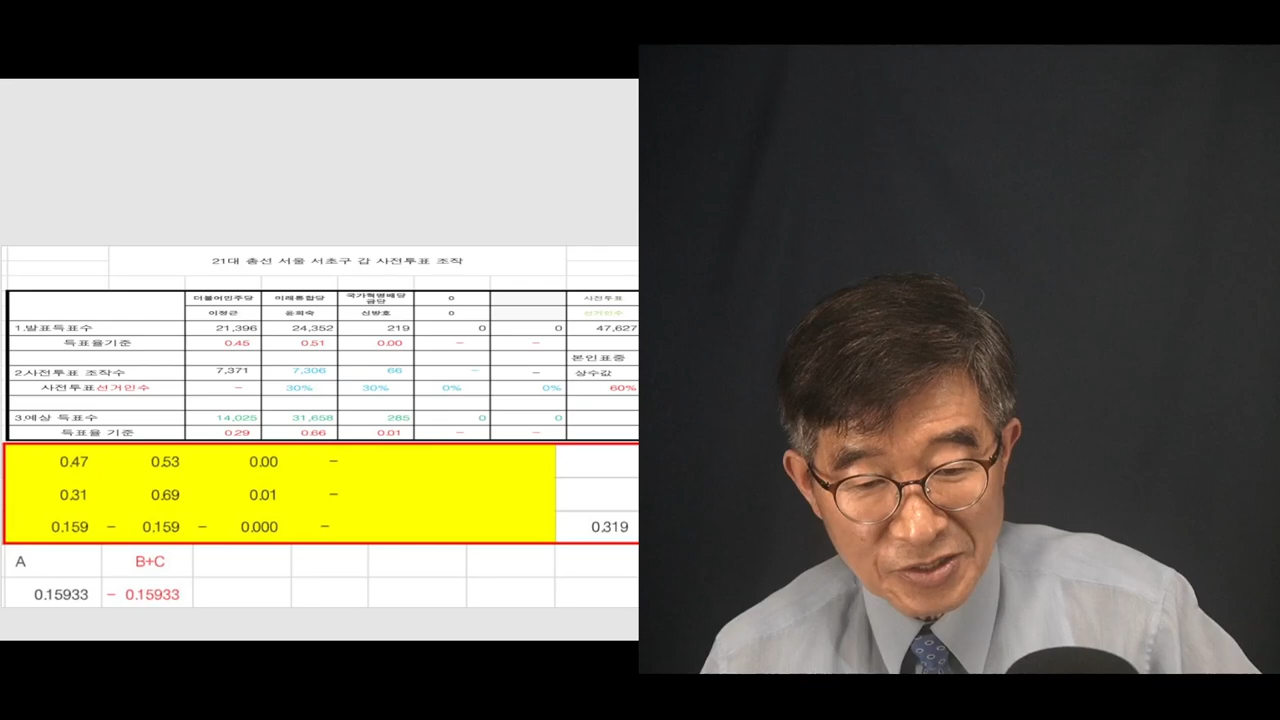 21대 총선 서울 서초구 갑 사전투표 조작
더불어민주당 미래통합당 국가혁명배당금당 0 사전투표
이정근 윤희숙 신방호 0 선거인수
1.발표득표수 21,396 24,352 219 0 0 47,627
득표율기준 0.45 0.51 0.00 – –
본인표중
2.사전투표 조작수 7,371 7,306 66 – – 상수값
사전투표선거인수 – 30% 30% 0% 0% 60%
3.예상 득표수 14,025 31,658 285 0 0
득표율 기준 0.29 0.66 0.01 – –
0.47 0.53 0.00 –
0.31 0.69 0.01 –
0.159 – 0.159 – 0.000 – 0.319
A B+C
0.15933 – 0.15933